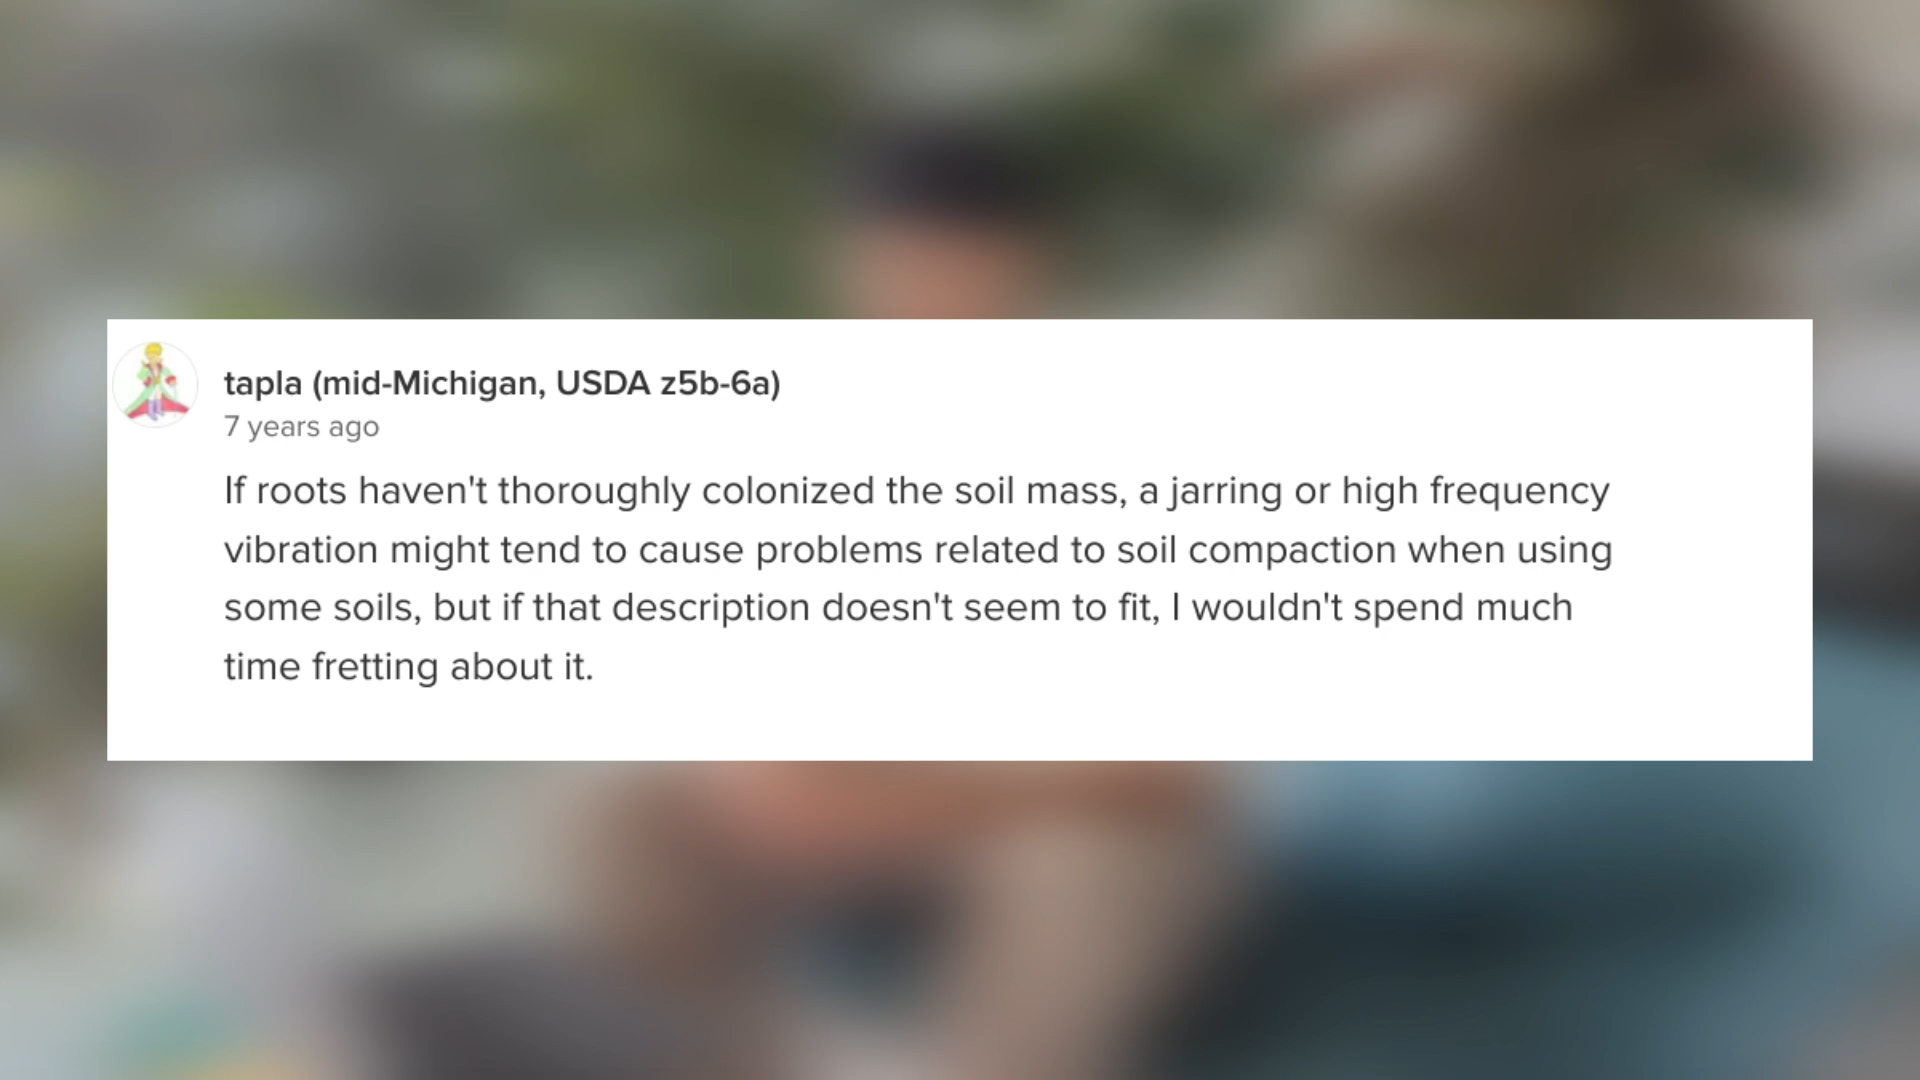 tapla (mid-Michigan, USDA z5b-6a)
7 years ago
If roots haven't thoroughly colonized the soil mass, a jarring or high frequency
vibration might tend to cause problems related to soil compaction when using
some soils, but if that description doesn't seem to fit, I wouldn't spend much
time fretting about it.